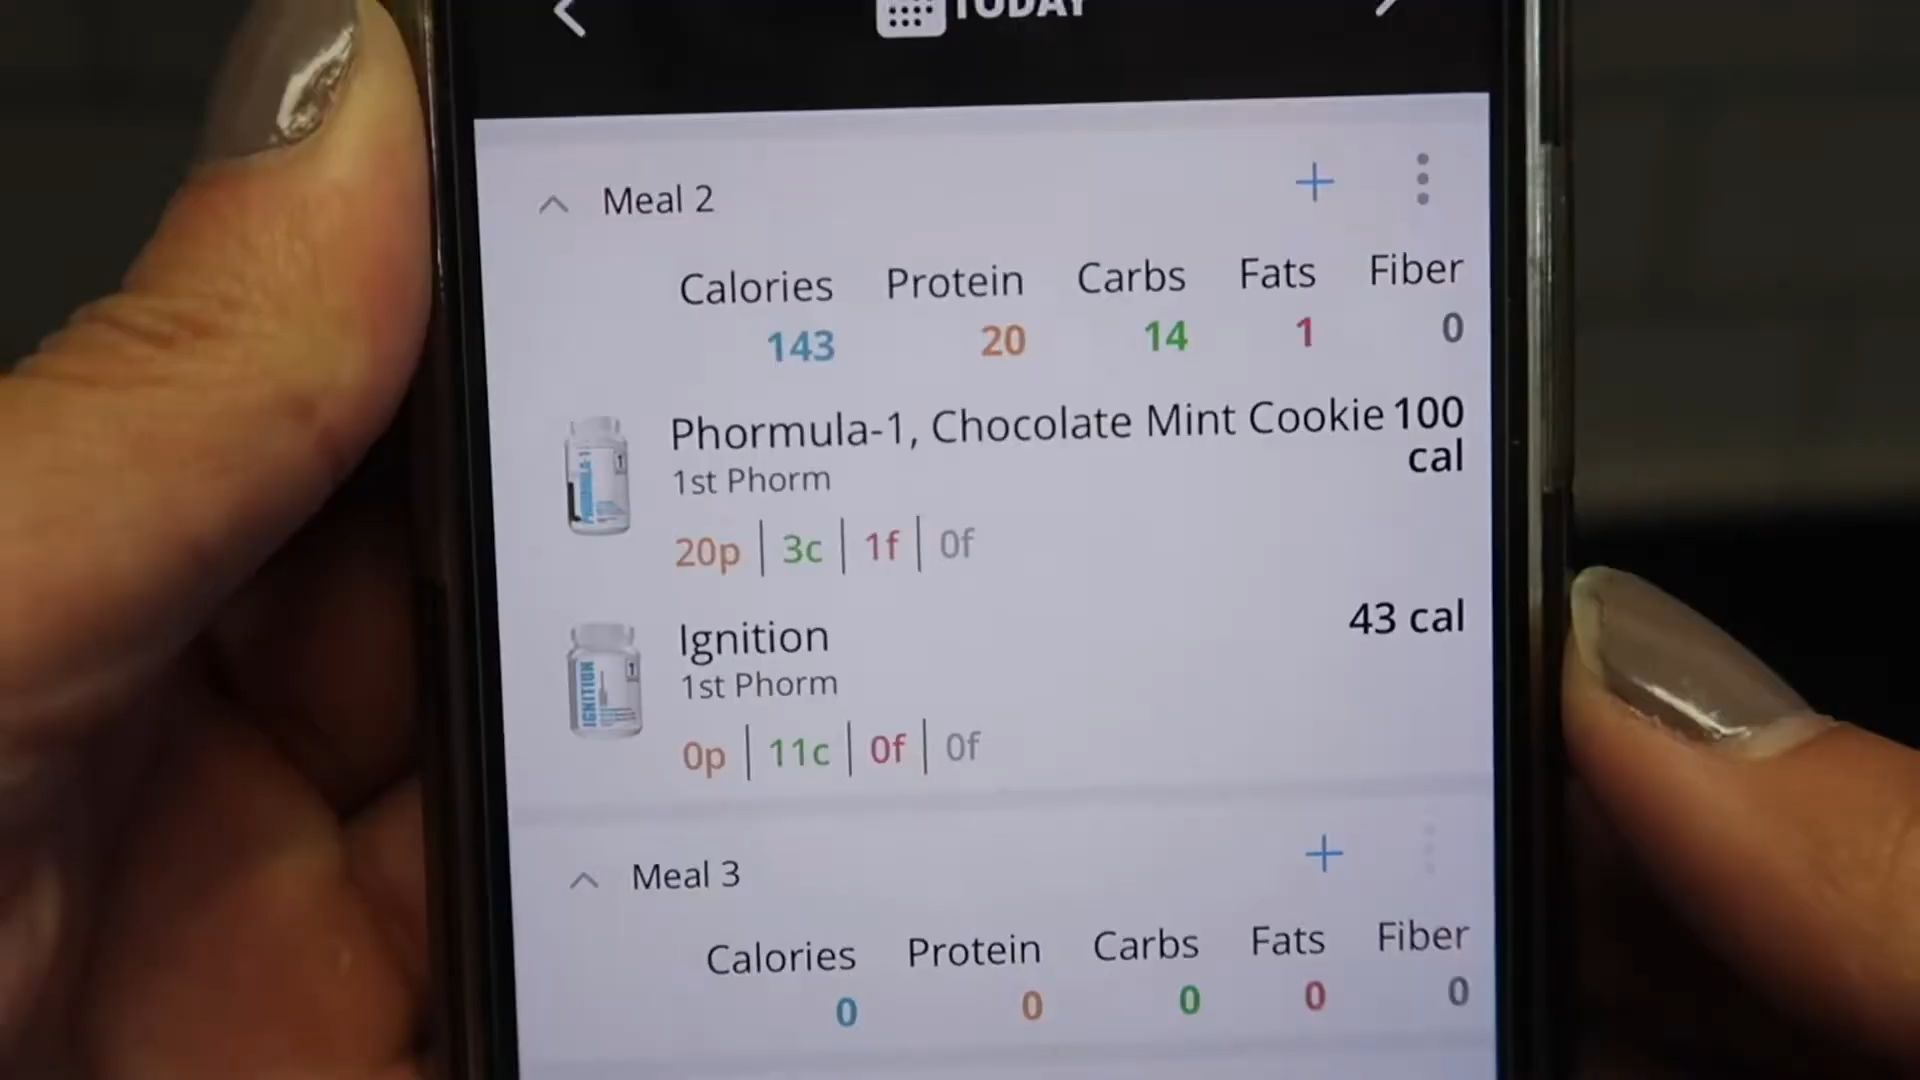 TODAY
Meal 2
Calories Protein Carbs Fats Fiber
143 20 14 1 0
Phormula-1, Chocolate Mint Cookie 100 cal
1st Phorm
20p | 3c | 1f | 0f
Ignition 43 cal
1st Phorm
0p | 11c | 0f | 0f
IGNITION
1
Meal 3
Calories Protein Carbs Fats Fiber
0 0 0 0 0